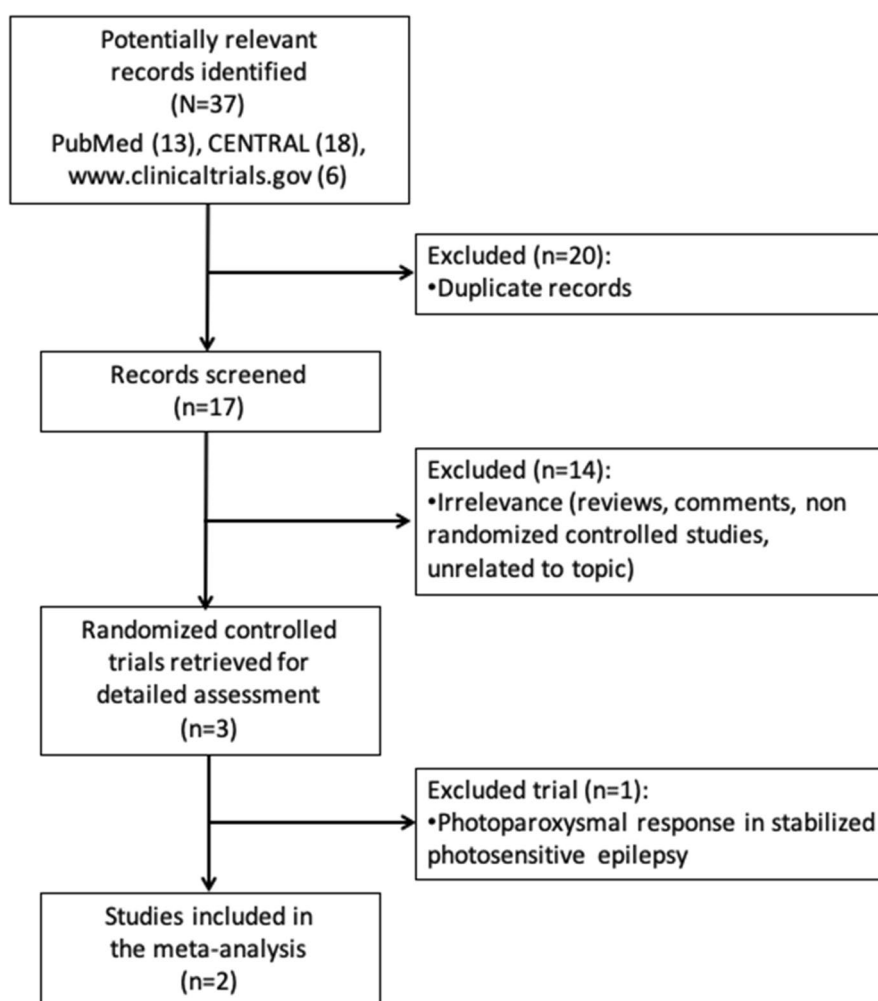 Potentially relevant
records identified
(N=37)
PubMed (13), CENTRAL (18),
www.clinicaltrials.gov (6)
Excluded (n=20):
•Duplicate records
Records screened
(n=17)
Excluded (n=14):
•Irrelevance (reviews, comments, non
randomized controlled studies,
unrelated to topic)
Randomized controlled
trials retrieved for
detailed assessment
(n=3)
Excluded trial (n=1):
•Photoparoxysmal response in stabilized
photosensitive epilepsy
Studies included in
the meta-analysis
(n=2)